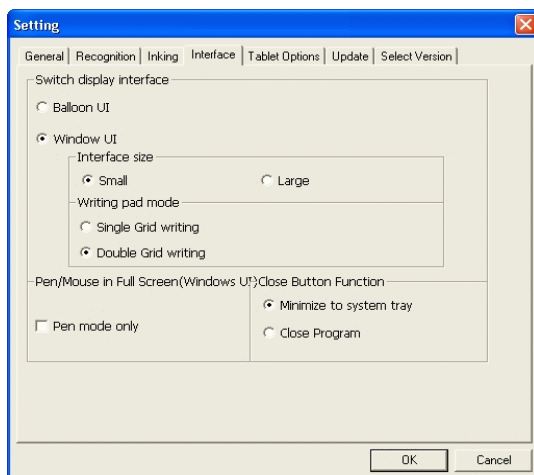 Setting
General Recognition Inking Interface Tablet Options Update Select Version
Switch display interface
Balloon UI
Window UI
Interface size
Small Large
Writing pad mode
Single Grid writing
Double Grid writing
Pen/Mouse in Full Screen(Windows UI) Close Button Function
Minimize to system tray
Pen mode only
Close Program
OK Cancel